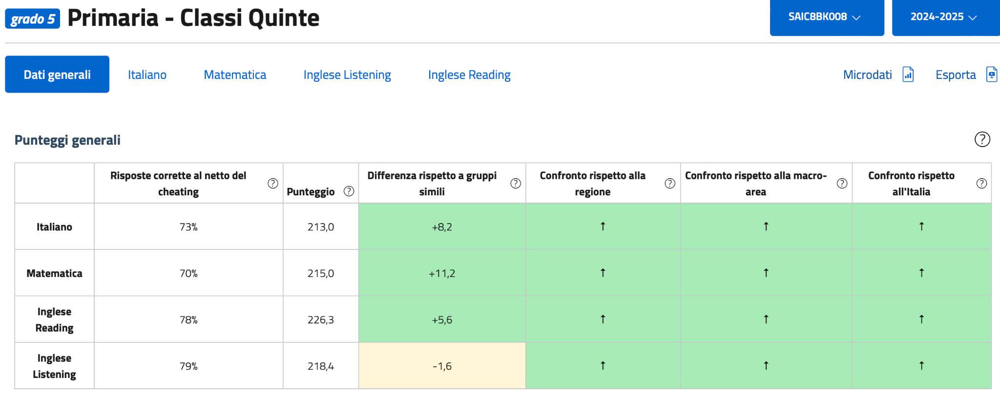 grado 5 Primaria - Classi Quinte SAIC8BK008 2024-2025
Dati generali Italiano Matematica Inglese Listening Inglese Reading Microdati Esporta
Punteggi generali ?
Risposte corrette al netto del cheating ? Punteggio ? Differenza rispetto a gruppi simili ? Confronto rispetto alla regione ? Confronto rispetto alla macro-area ? Confronto rispetto all'Italia ?
Italiano 73% 213,0 +8,2 ↑ ↑ ↑
Matematica 70% 215,0 +11,2 ↑ ↑ ↑
Inglese Reading 78% 226,3 +5,6 ↑ ↑ ↑
Inglese Listening 79% 218,4 -1,6 ↑ ↑ ↑